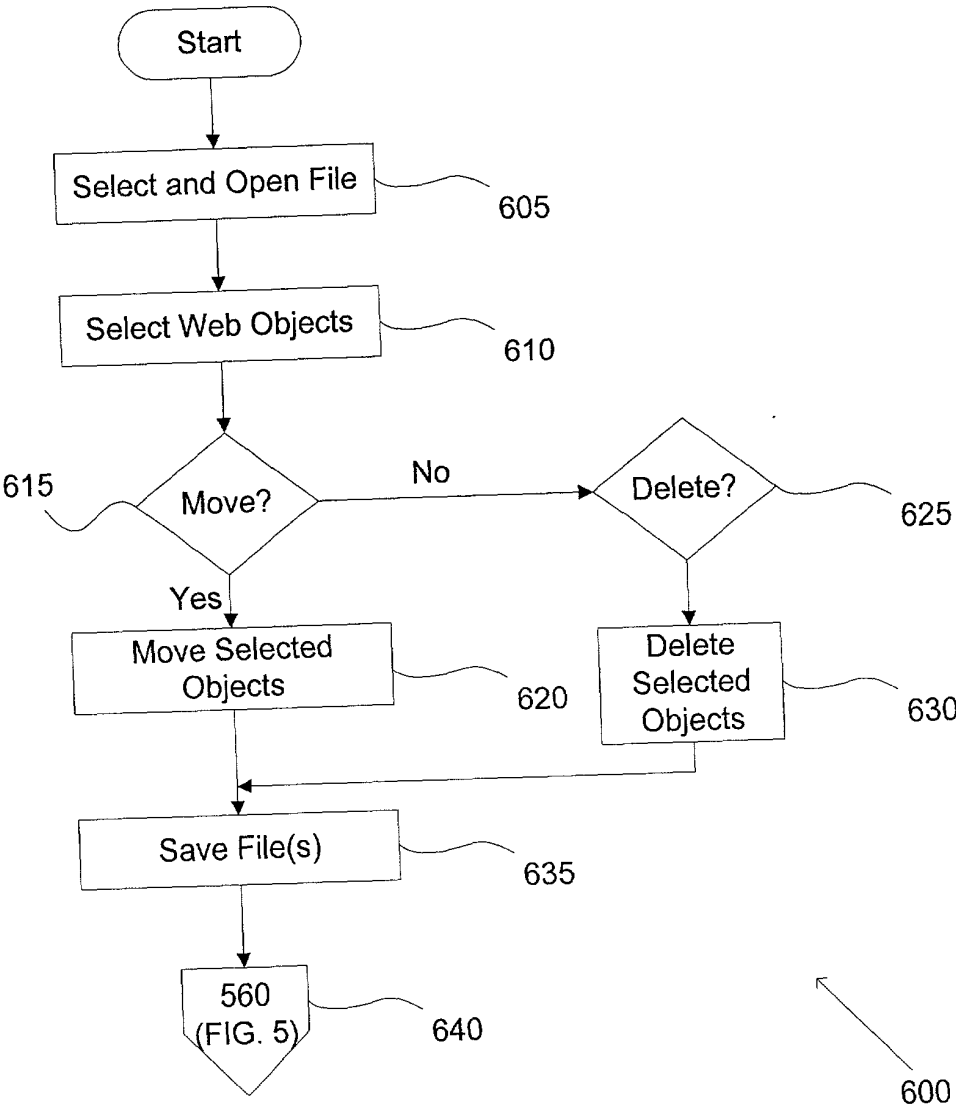 Start
Select and Open File
605
Select Web Objects
610
615
Move?
No
Delete?
625
Yes
Move Selected
Objects
620
Delete
Selected
Objects
630
Save File(s)
635
560
(FIG. 5)
640
600